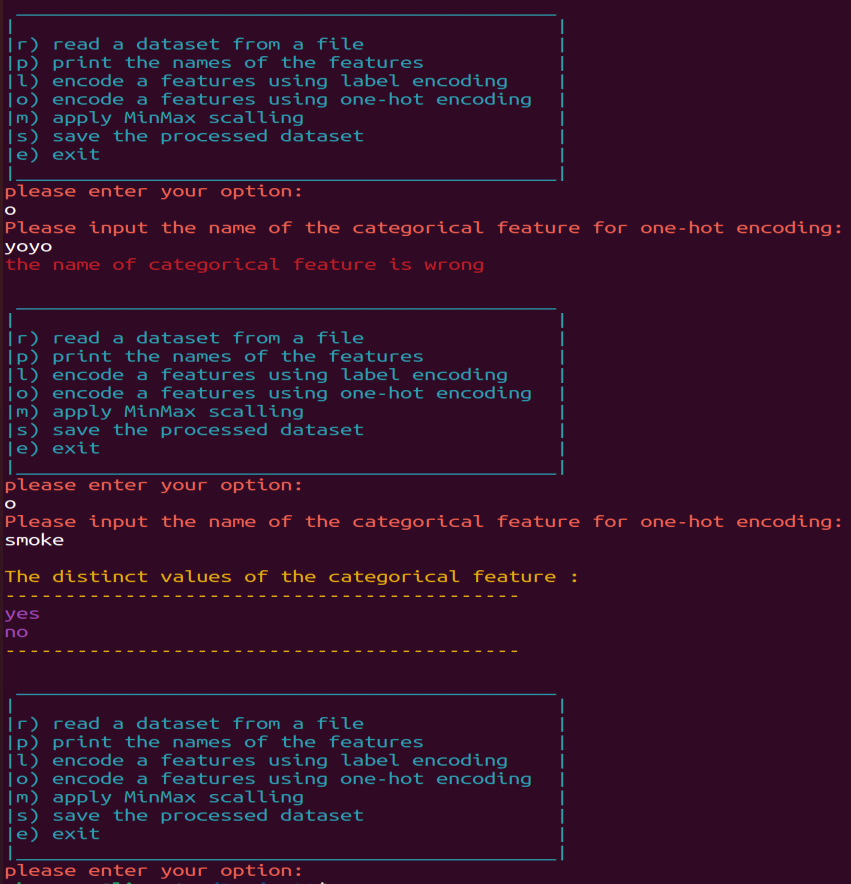 r) read a dataset from a file
p) print the names of the features
l) encode a features using label encoding
o) encode a features using one-hot encoding
m) apply MinMax scalling
s) save the processed dataset
e) exit
please enter your option:
o
Please input the name of the categorical feature for one-hot encoding:
yoyo
the name of categorical feature is wrong
r) read a dataset from a file
p) print the names of the features
l) encode a features using label encoding
o) encode a features using one-hot encoding
m) apply MinMax scalling
s) save the processed dataset
e) exit
please enter your option:
o
Please input the name of the categorical feature for one-hot encoding:
smoke
The distinct values of the categorical feature :
-------------------------------------------
yes
no
-------------------------------------------
r) read a dataset from a file
p) print the names of the features
l) encode a features using label encoding
o) encode a features using one-hot encoding
m) apply MinMax scalling
s) save the processed dataset
e) exit
please enter your option: